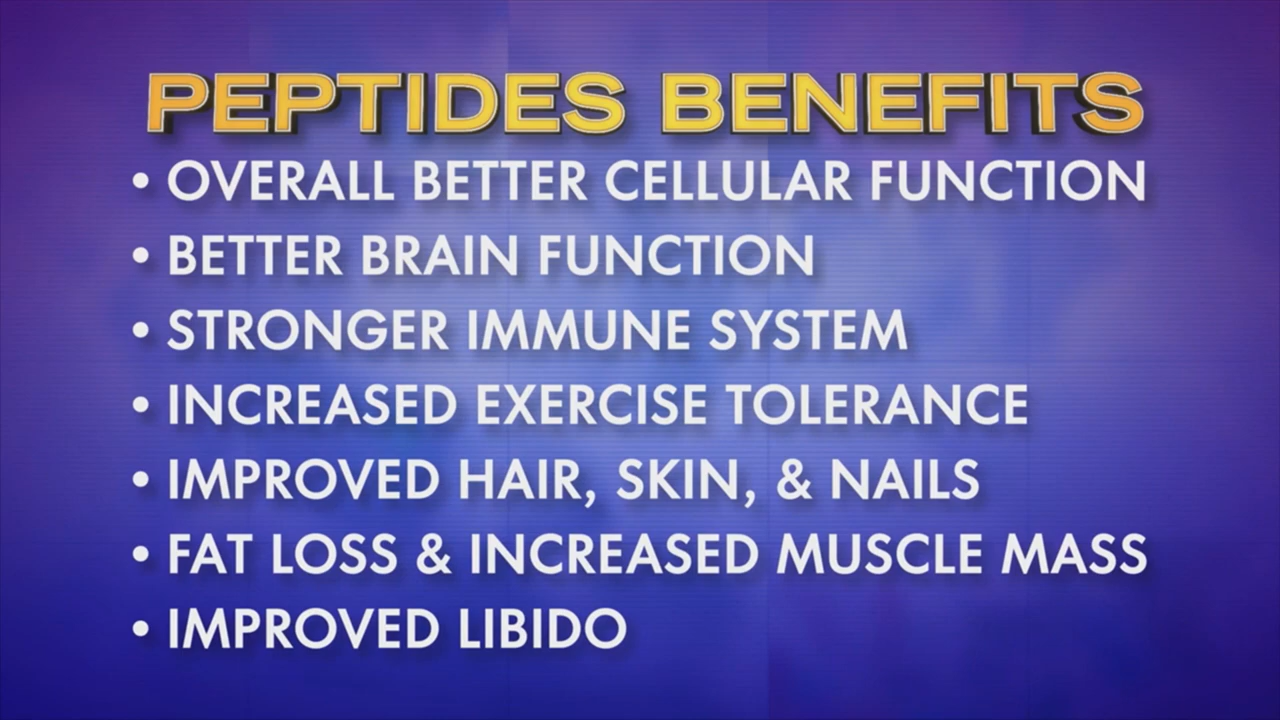 PEPTIDES BENEFITS
• OVERALL BETTER CELLULAR FUNCTION
• BETTER BRAIN FUNCTION
• STRONGER IMMUNE SYSTEM
• INCREASED EXERCISE TOLERANCE
• IMPROVED HAIR, SKIN, & NAILS
• FAT LOSS & INCREASED MUSCLE MASS
• IMPROVED LIBIDO